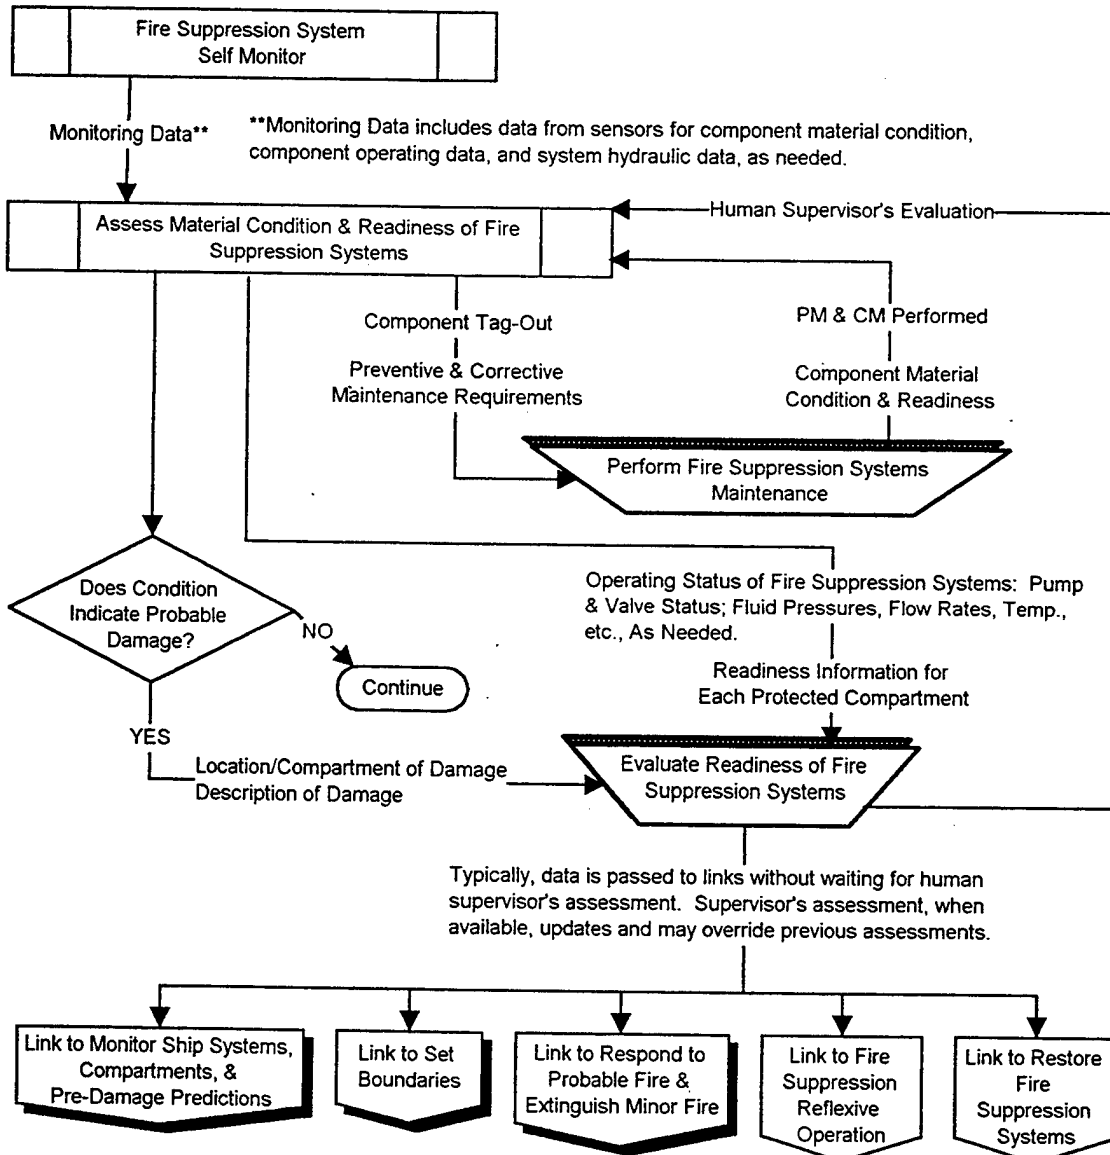 Fire Suppression System
Self Monitor
Monitoring Data**
**Monitoring Data includes data from sensors for component material condition,
component operating data, and system hydraulic data, as needed.
Human Supervisor's Evaluation
Assess Material Condition & Readiness of Fire
Suppression Systems
Component Tag-Out
Preventive & Corrective
Maintenance Requirements
PM & CM Performed
Component Material
Condition & Readiness
Perform Fire Suppression Systems
Maintenance
Does Condition
Indicate Probable
Damage?
NO
Continue
YES
Operating Status of Fire Suppression Systems: Pump
& Valve Status; Fluid Pressures, Flow Rates, Temp.,
etc., As Needed.
Readiness Information for
Each Protected Compartment
Location/Compartment of Damage
Description of Damage
Evaluate Readiness of Fire
Suppression Systems
Typically, data is passed to links without waiting for human
supervisor's assessment. Supervisor's assessment, when
available, updates and may override previous assessments.
Link to Monitor Ship Systems,
Compartments, &
Pre-Damage Predictions
Link to Set
Boundaries
Link to Respond to
Probable Fire &
Extinguish Minor Fire
Link to Fire
Suppression
Reflexive
Operation
Link to Restore
Fire
Suppression
Systems